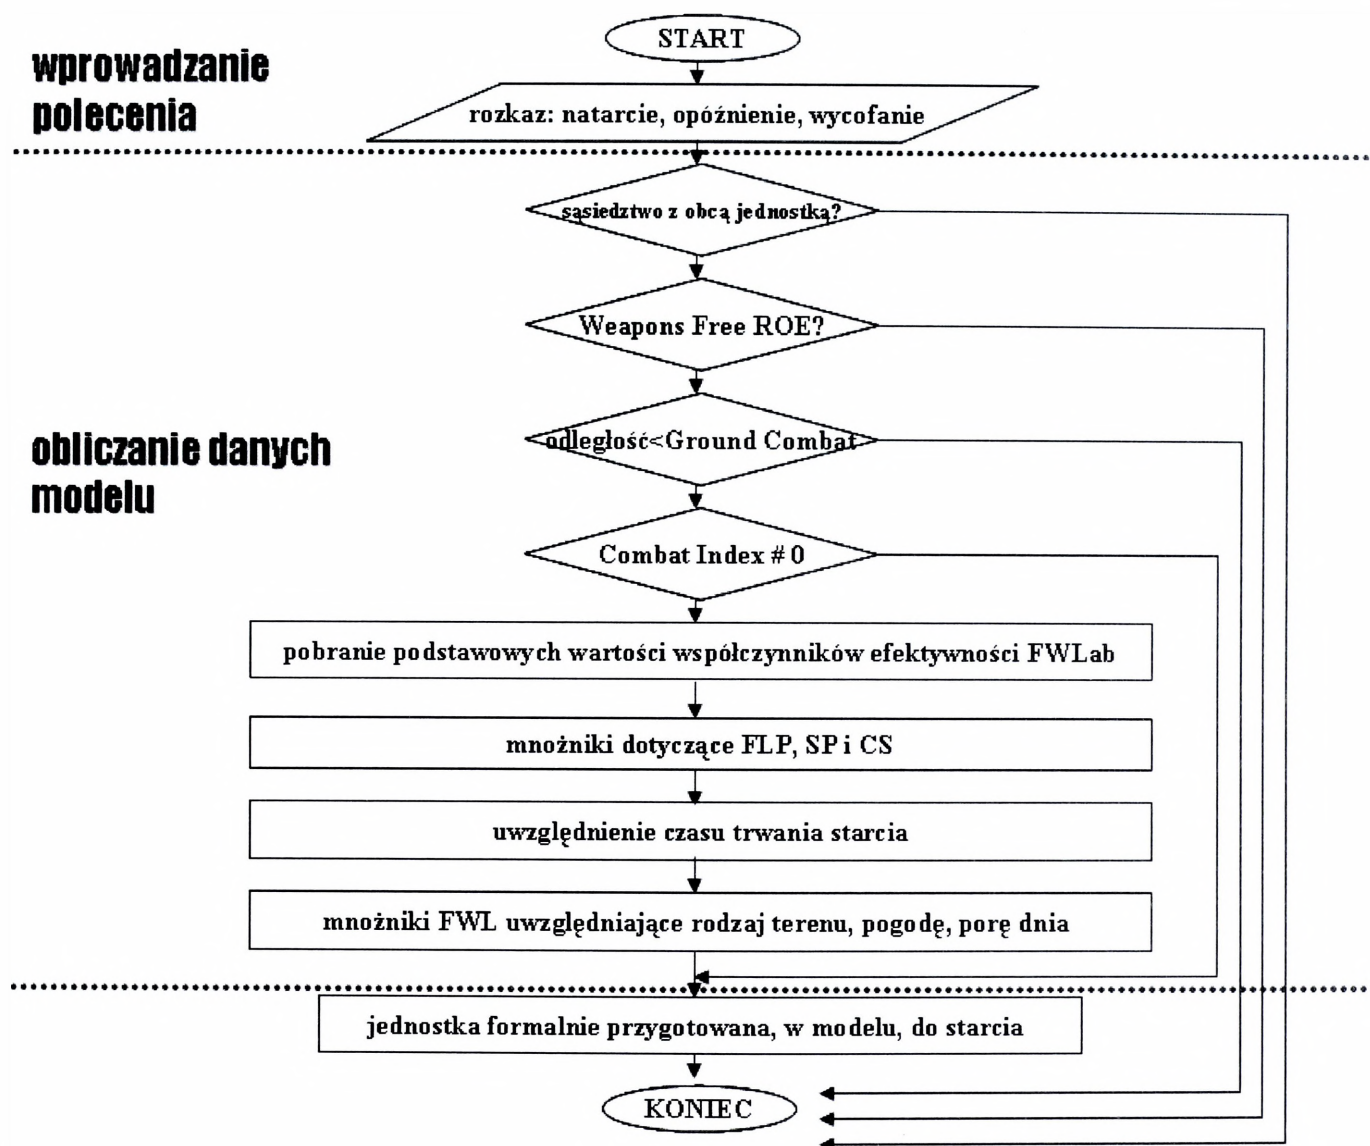 START
wprowadzanie
polecenia
rozkaz: natarcie, opóźnienie, wycofanie
sąsiedztwo z obcą jednostką?
Weapons Free ROE?
odległość<Ground Combat
obliczanie danych
modelu
Combat Index # 0
pobranie podstawowych wartości współczynników efektywności FWLab
mnożniki dotyczące FLP, SP i CS
uwzględnienie czasu trwania starcia
mnożniki FWL uwzględniające rodzaj terenu, pogodę, porę dnia
jednostka formalnie przygotowana, w modelu, do starcia
KONIEC